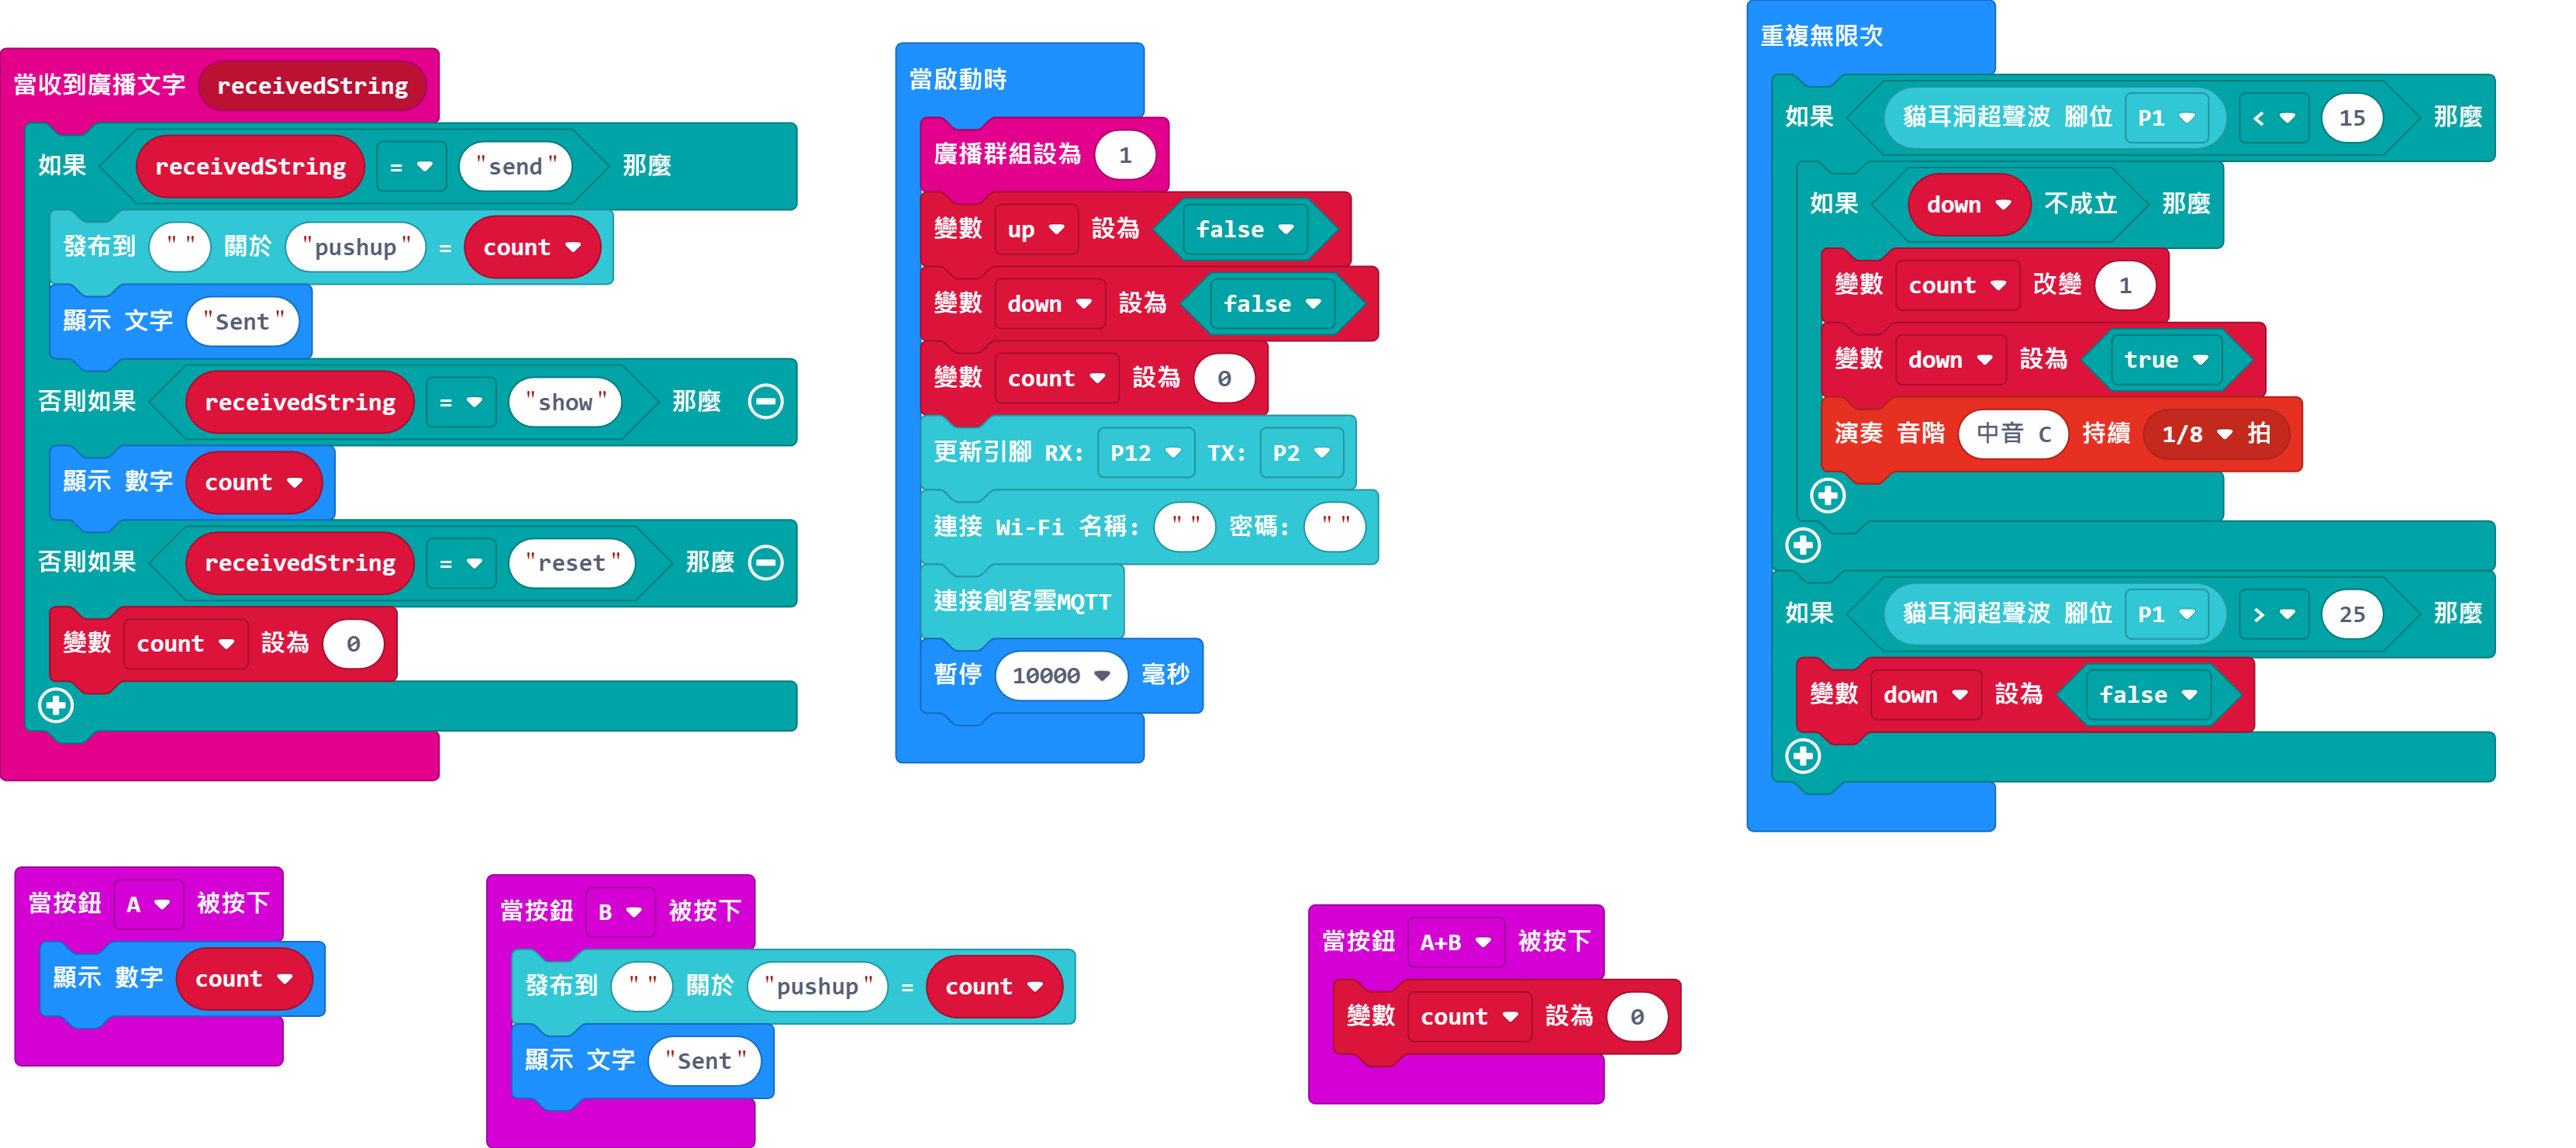 當收到廣播文字 receivedString
如果 receivedString = "send" 那麼
發布到 "" 關於 "pushup" = count
顯示 文字 "Sent"
否則如果 receivedString = "show" 那麼
顯示 數字 count
否則如果 receivedString = "reset" 那麼
變數 count 設為 0
當啟動時
廣播群組設為 1
變數 up 設為 false
變數 down 設為 false
變數 count 設為 0
更新引腳 RX: P12 TX: P2
連接 Wi-Fi 名稱: "" 密碼: ""
連接創客雲MQTT
暫停 10000 毫秒
重複無限次
如果 貓耳洞超聲波 腳位 P1 < 15 那麼
如果 down 不成立 那麼
變數 count 改變 1
變數 down 設為 true
演奏 音階 中音 C 持續 1/8 拍
如果 貓耳洞超聲波 腳位 P1 > 25 那麼
變數 down 設為 false
當按鈕 A 被按下
顯示 數字 count
當按鈕 B 被按下
發布到 "" 關於 "pushup" = count
顯示 文字 "Sent"
當按鈕 A+B 被按下
變數 count 設為 0